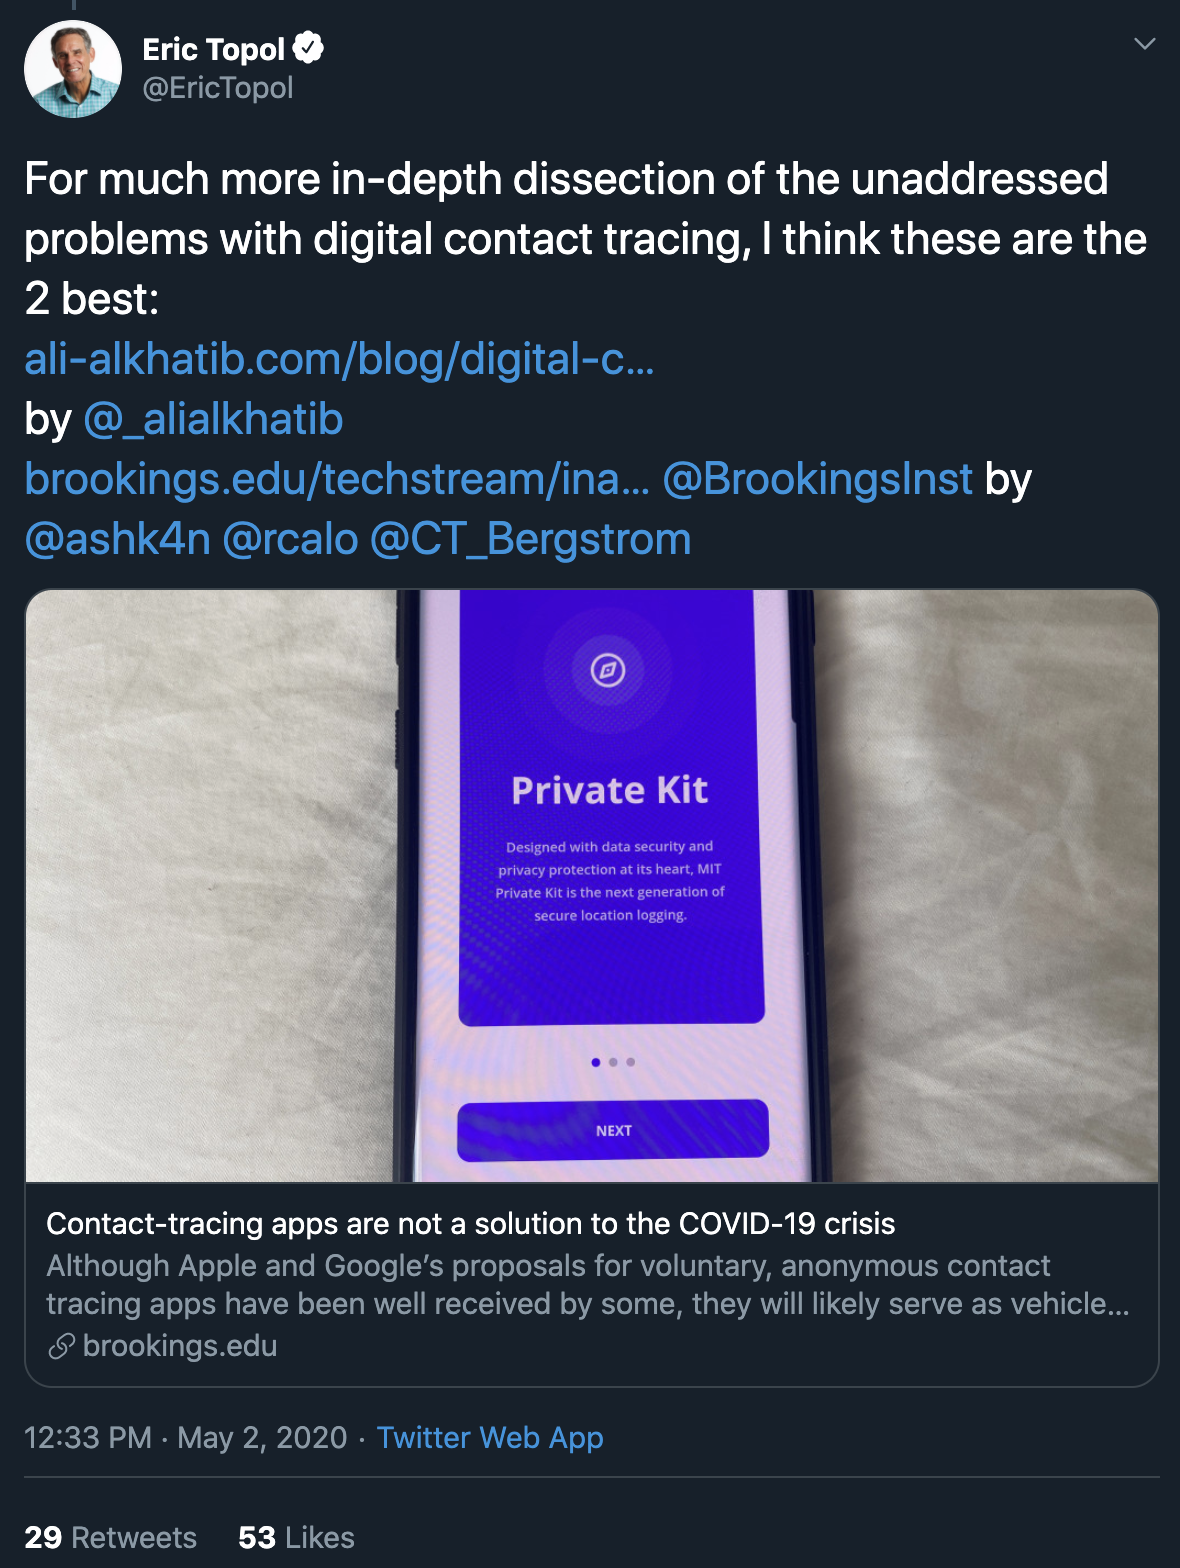 Eric Topol
@EricTopol
For much more in-depth dissection of the unaddressed
problems with digital contact tracing, I think these are the
2 best:
ali-alkhatib.com/blog/digital-c...
by @_alialkhatib
brookings.edu/techstream/ina... @BrookingsInst by
@ashk4n @rcalo @CT_Bergstrom
Private Kit
Designed with data security and
privacy protection at its heart, MIT
Private Kit is the next generation of
secure location logging.
NEXT
Contact-tracing apps are not a solution to the COVID-19 crisis
Although Apple and Google’s proposals for voluntary, anonymous contact
tracing apps have been well received by some, they will likely serve as vehicle...
brookings.edu
12:33 PM · May 2, 2020 · Twitter Web App
29 Retweets 53 Likes